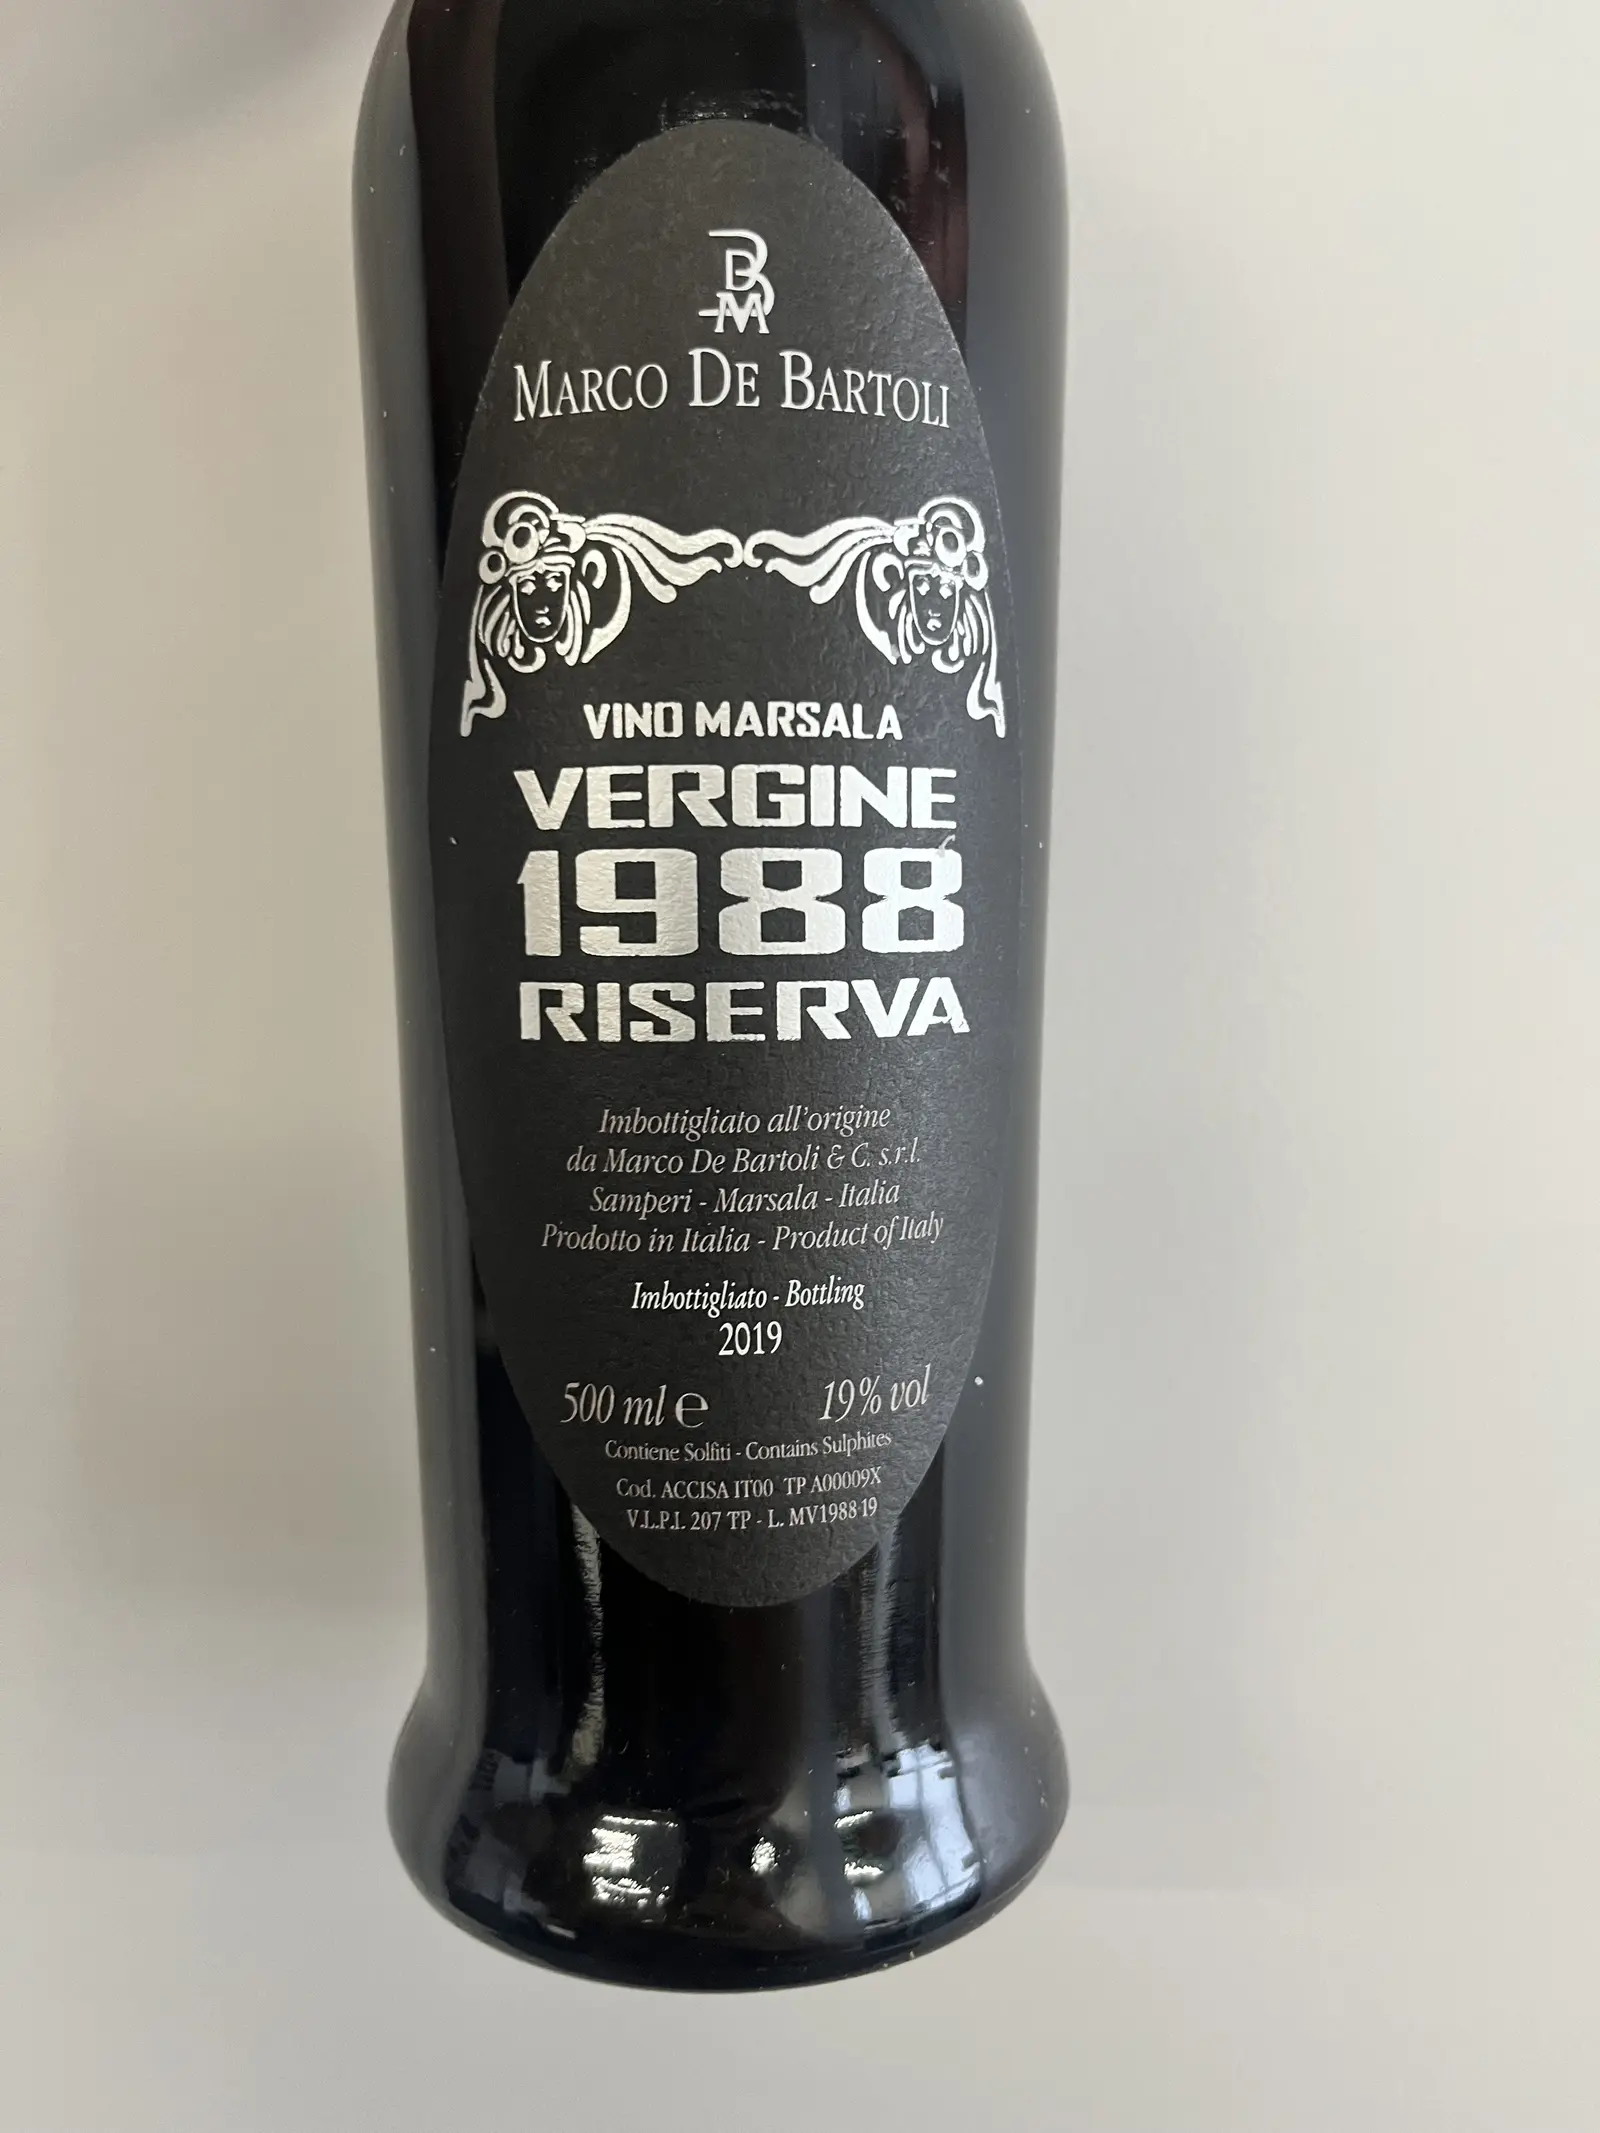 DBM
MARCO DE BARTOLI
VINO MARSALA
VERGINE
1988
RISERVA
Imbottigliato all'origine
da Marco De Bartoli & C. s.r.l.
Samperi - Marsala - Italia
Prodotto in Italia - Product of Italy
Imbottigliato - Bottling
2019
500 ml ℮ 19% vol
Contiene Solfiti - Contains Sulphites
Cod. ACCISA IT00 TP A00009X
V.I.P.I. 207 TP - L. MV1988-19